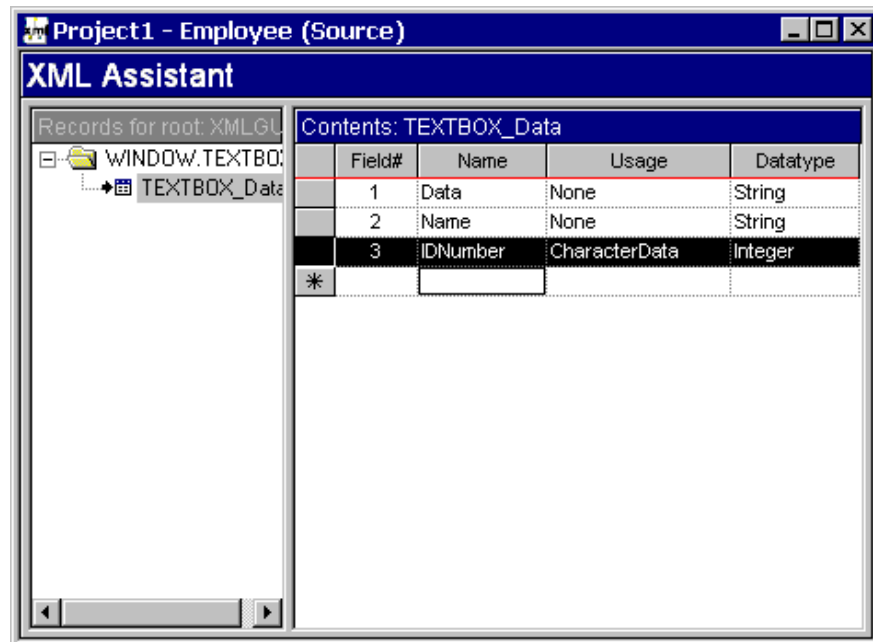 Project1 - Employee (Source)
XML Assistant
Records for root: XMLGU
WINDOW.TEXTBO
TEXTBOX_Data
Contents: TEXTBOX_Data
Field# Name Usage Datatype
1 Data None String
2 Name None String
3 IDNumber CharacterData Integer